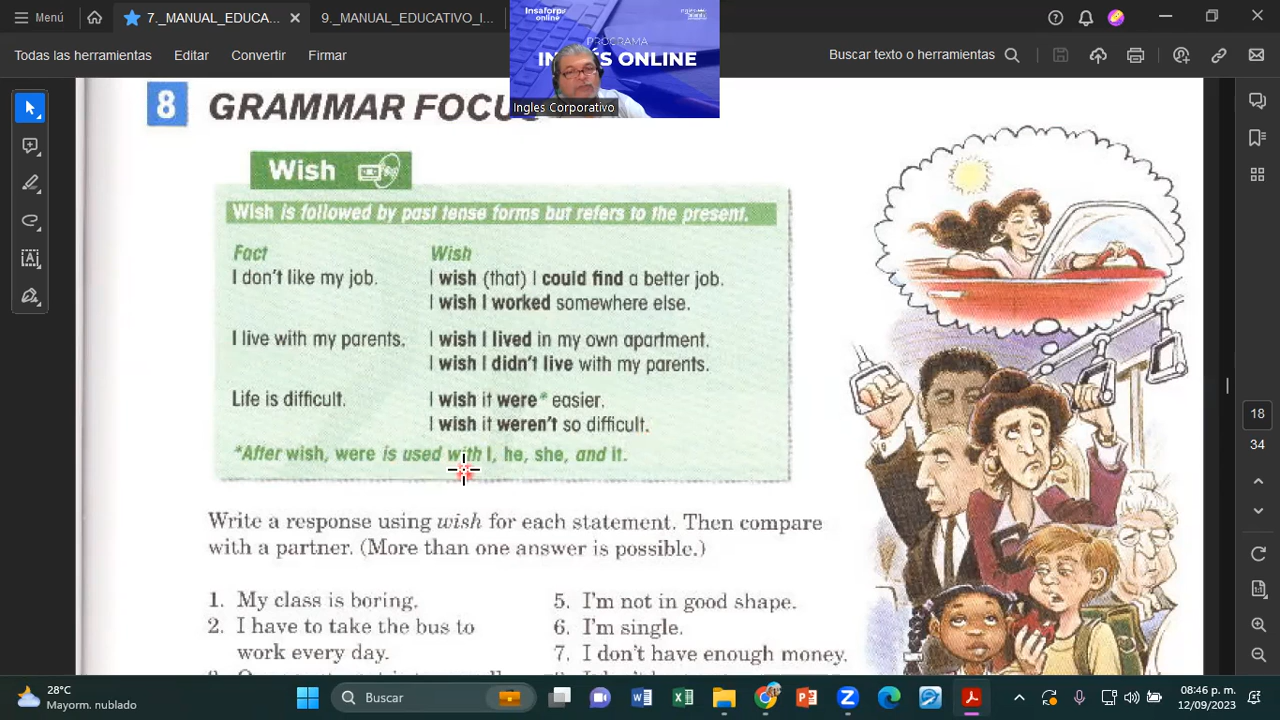 Menú
7._MANUAL_EDUCA...
9._MANUAL_EDUCATIVO_I...
Insaforp
online
PROGRAMA
INGLÉS ONLINE
Ingles Corporativo
Todas las herramientas
Editar
Convertir
Firmar
Buscar texto o herramientas
8 GRAMMAR FOCU
Wish
Wish is followed by past tense forms but refers to the present.
Fact Wish
I don't like my job. I wish (that) I could find a better job.
I wish I worked somewhere else.
I live with my parents. I wish I lived in my own apartment.
I wish I didn't live with my parents.
Life is difficult. I wish it were* easier.
I wish it weren't so difficult.
*After wish, were is used with I, he, she, and it.
Write a response using wish for each statement. Then compare
with a partner. (More than one answer is possible.)
1. My class is boring.
2. I have to take the bus to
work every day.
5. I'm not in good shape.
6. I'm single.
7. I don't have enough money.
18
34
28°C
Mayorm. nublado
Buscar
08:46 p. m.
12/09/2023